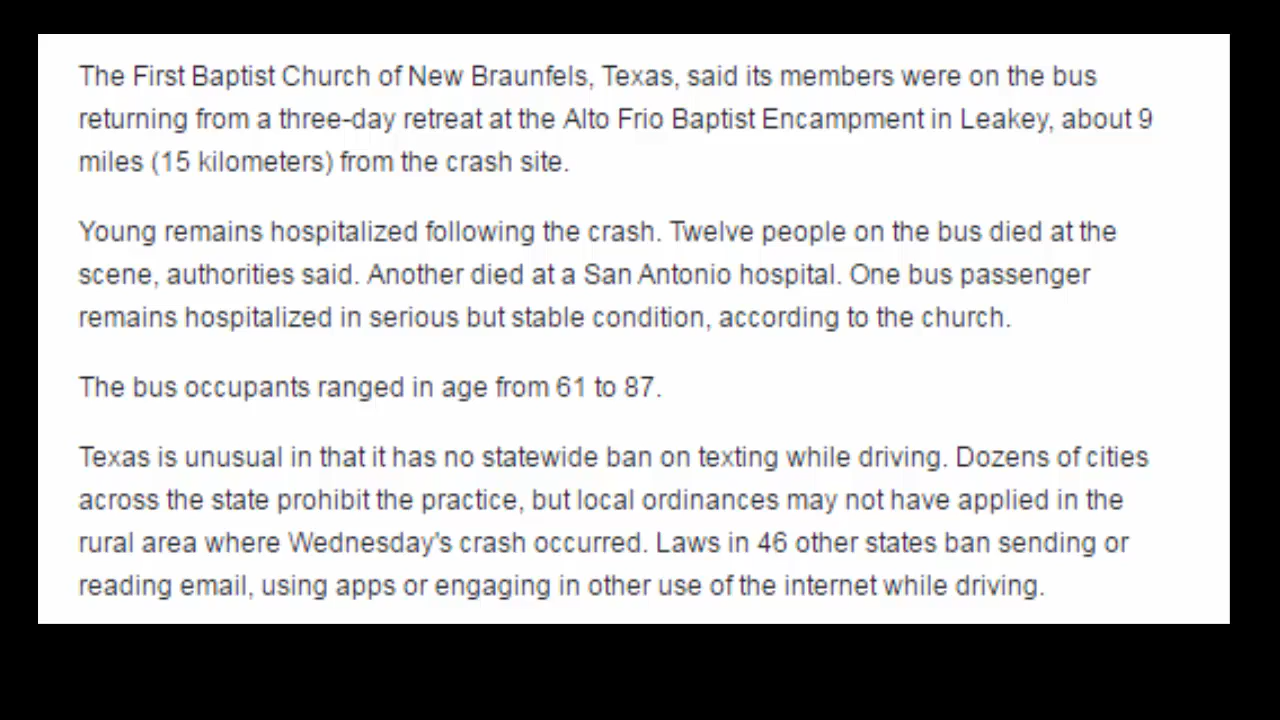 The First Baptist Church of New Braunfels, Texas, said its members were on the bus
returning from a three-day retreat at the Alto Frio Baptist Encampment in Leakey, about 9
miles (15 kilometers) from the crash site.
Young remains hospitalized following the crash. Twelve people on the bus died at the
scene, authorities said. Another died at a San Antonio hospital. One bus passenger
remains hospitalized in serious but stable condition, according to the church.
The bus occupants ranged in age from 61 to 87.
Texas is unusual in that it has no statewide ban on texting while driving. Dozens of cities
across the state prohibit the practice, but local ordinances may not have applied in the
rural area where Wednesday's crash occurred. Laws in 46 other states ban sending or
reading email, using apps or engaging in other use of the internet while driving.